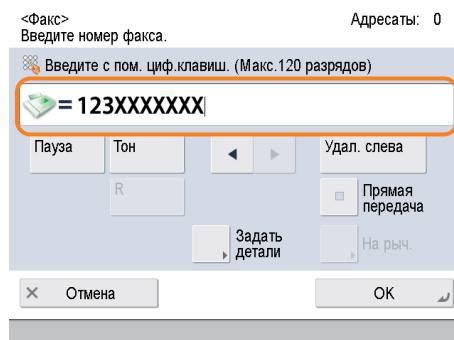 <Факс>
Адресаты: 0
Введите номер факса.
Введите с пом. циф.клавиш. (Макс.120 разрядов)
= 123XXXXXXX
Пауза
Тон
Удал. слева
R
Прямая
передача
Задать
детали
На рыч.
Отмена
OK